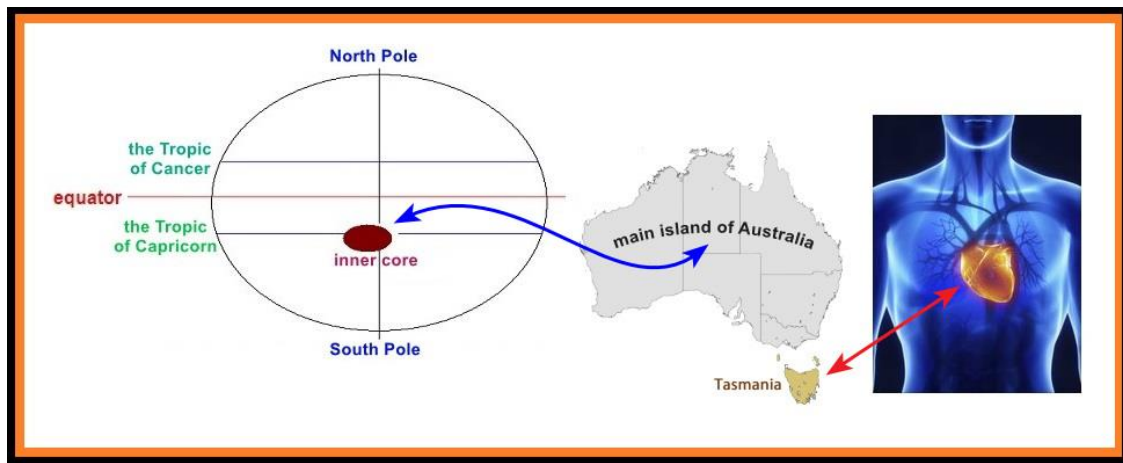 North Pole
the Tropic
of Cancer
equator
the Tropic
of Capricorn
inner core
South Pole
main island of Australia
Tasmania